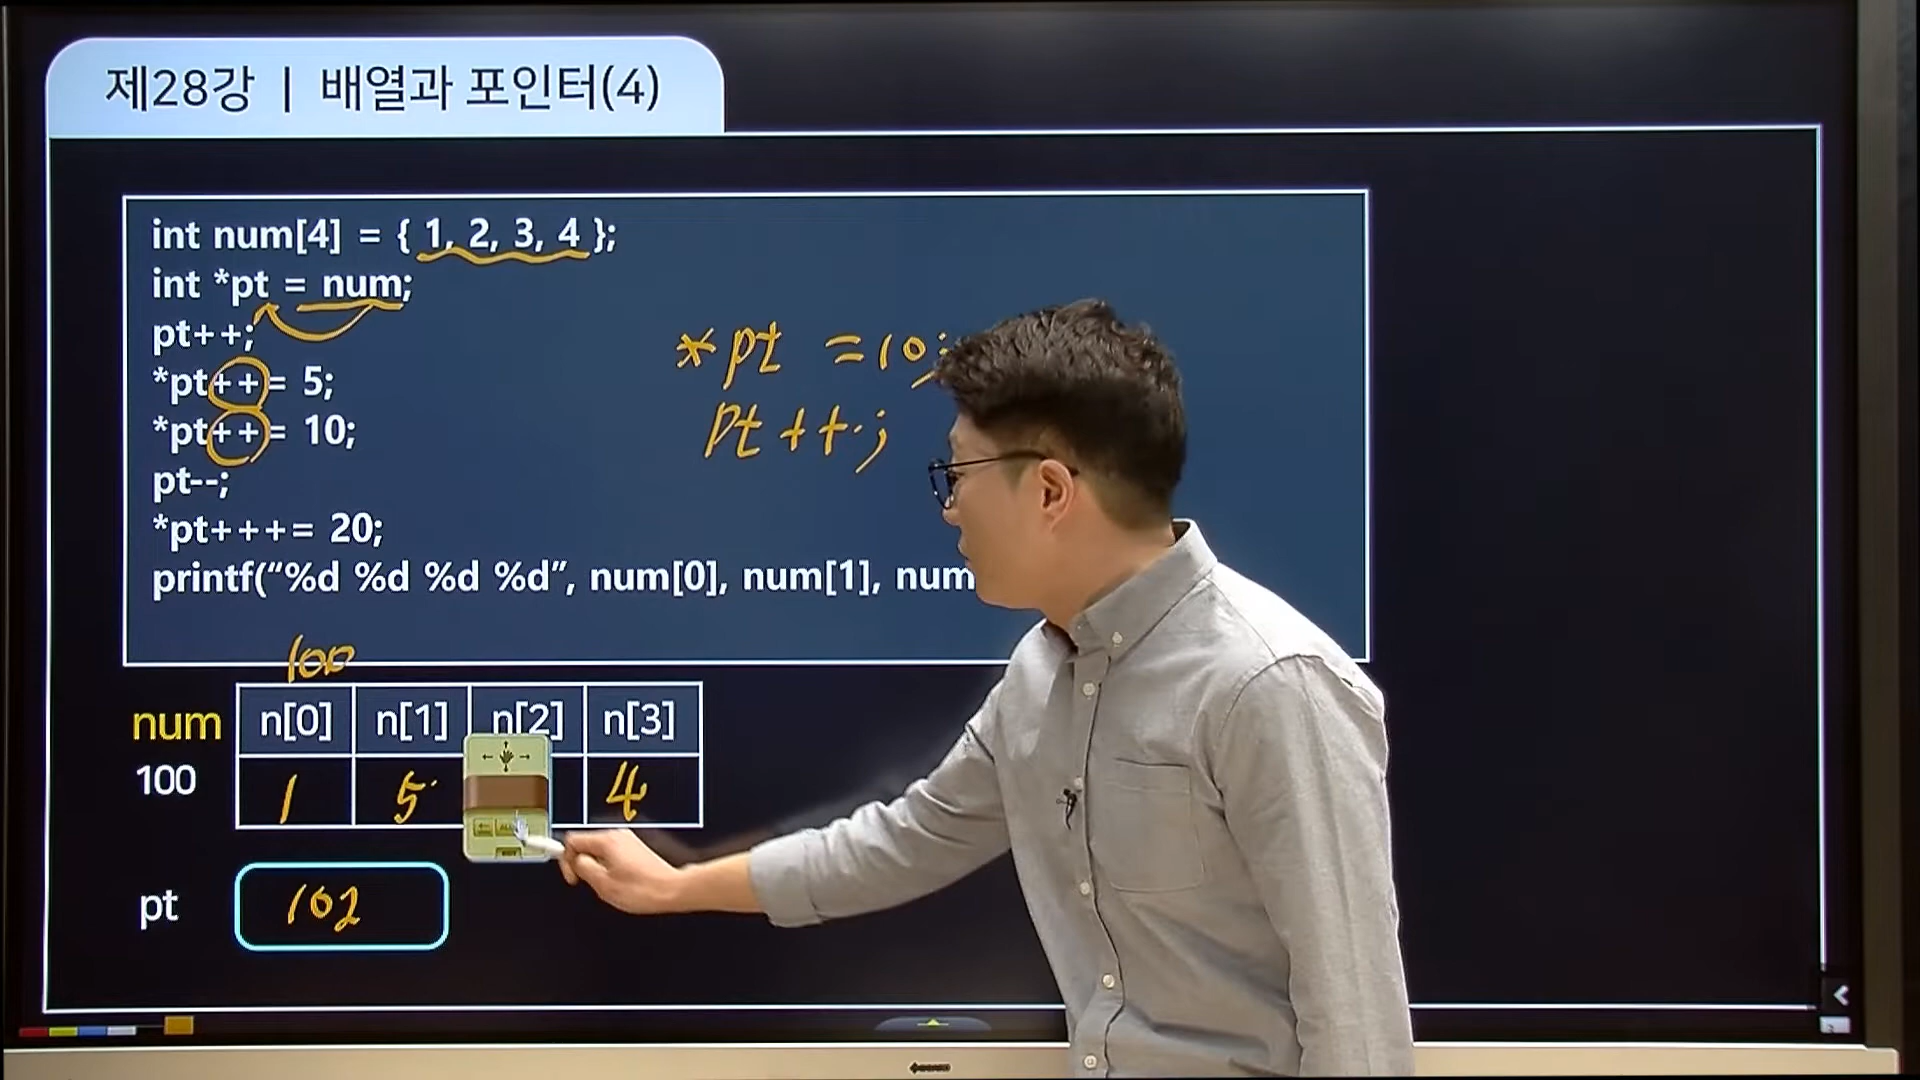 제28강 | 배열과 포인터(4)
int num[4] = { 1, 2, 3, 4 };
int *pt = num;
pt++;
*pt++= 5;
*pt++= 10;
pt--;
*pt+++= 20;
printf(“%d %d %d %d”, num[0], num[1], num
*pt =10;
pt++;
100
num n[0] n[1] n[2] n[3]
100 1 5 4
pt 102